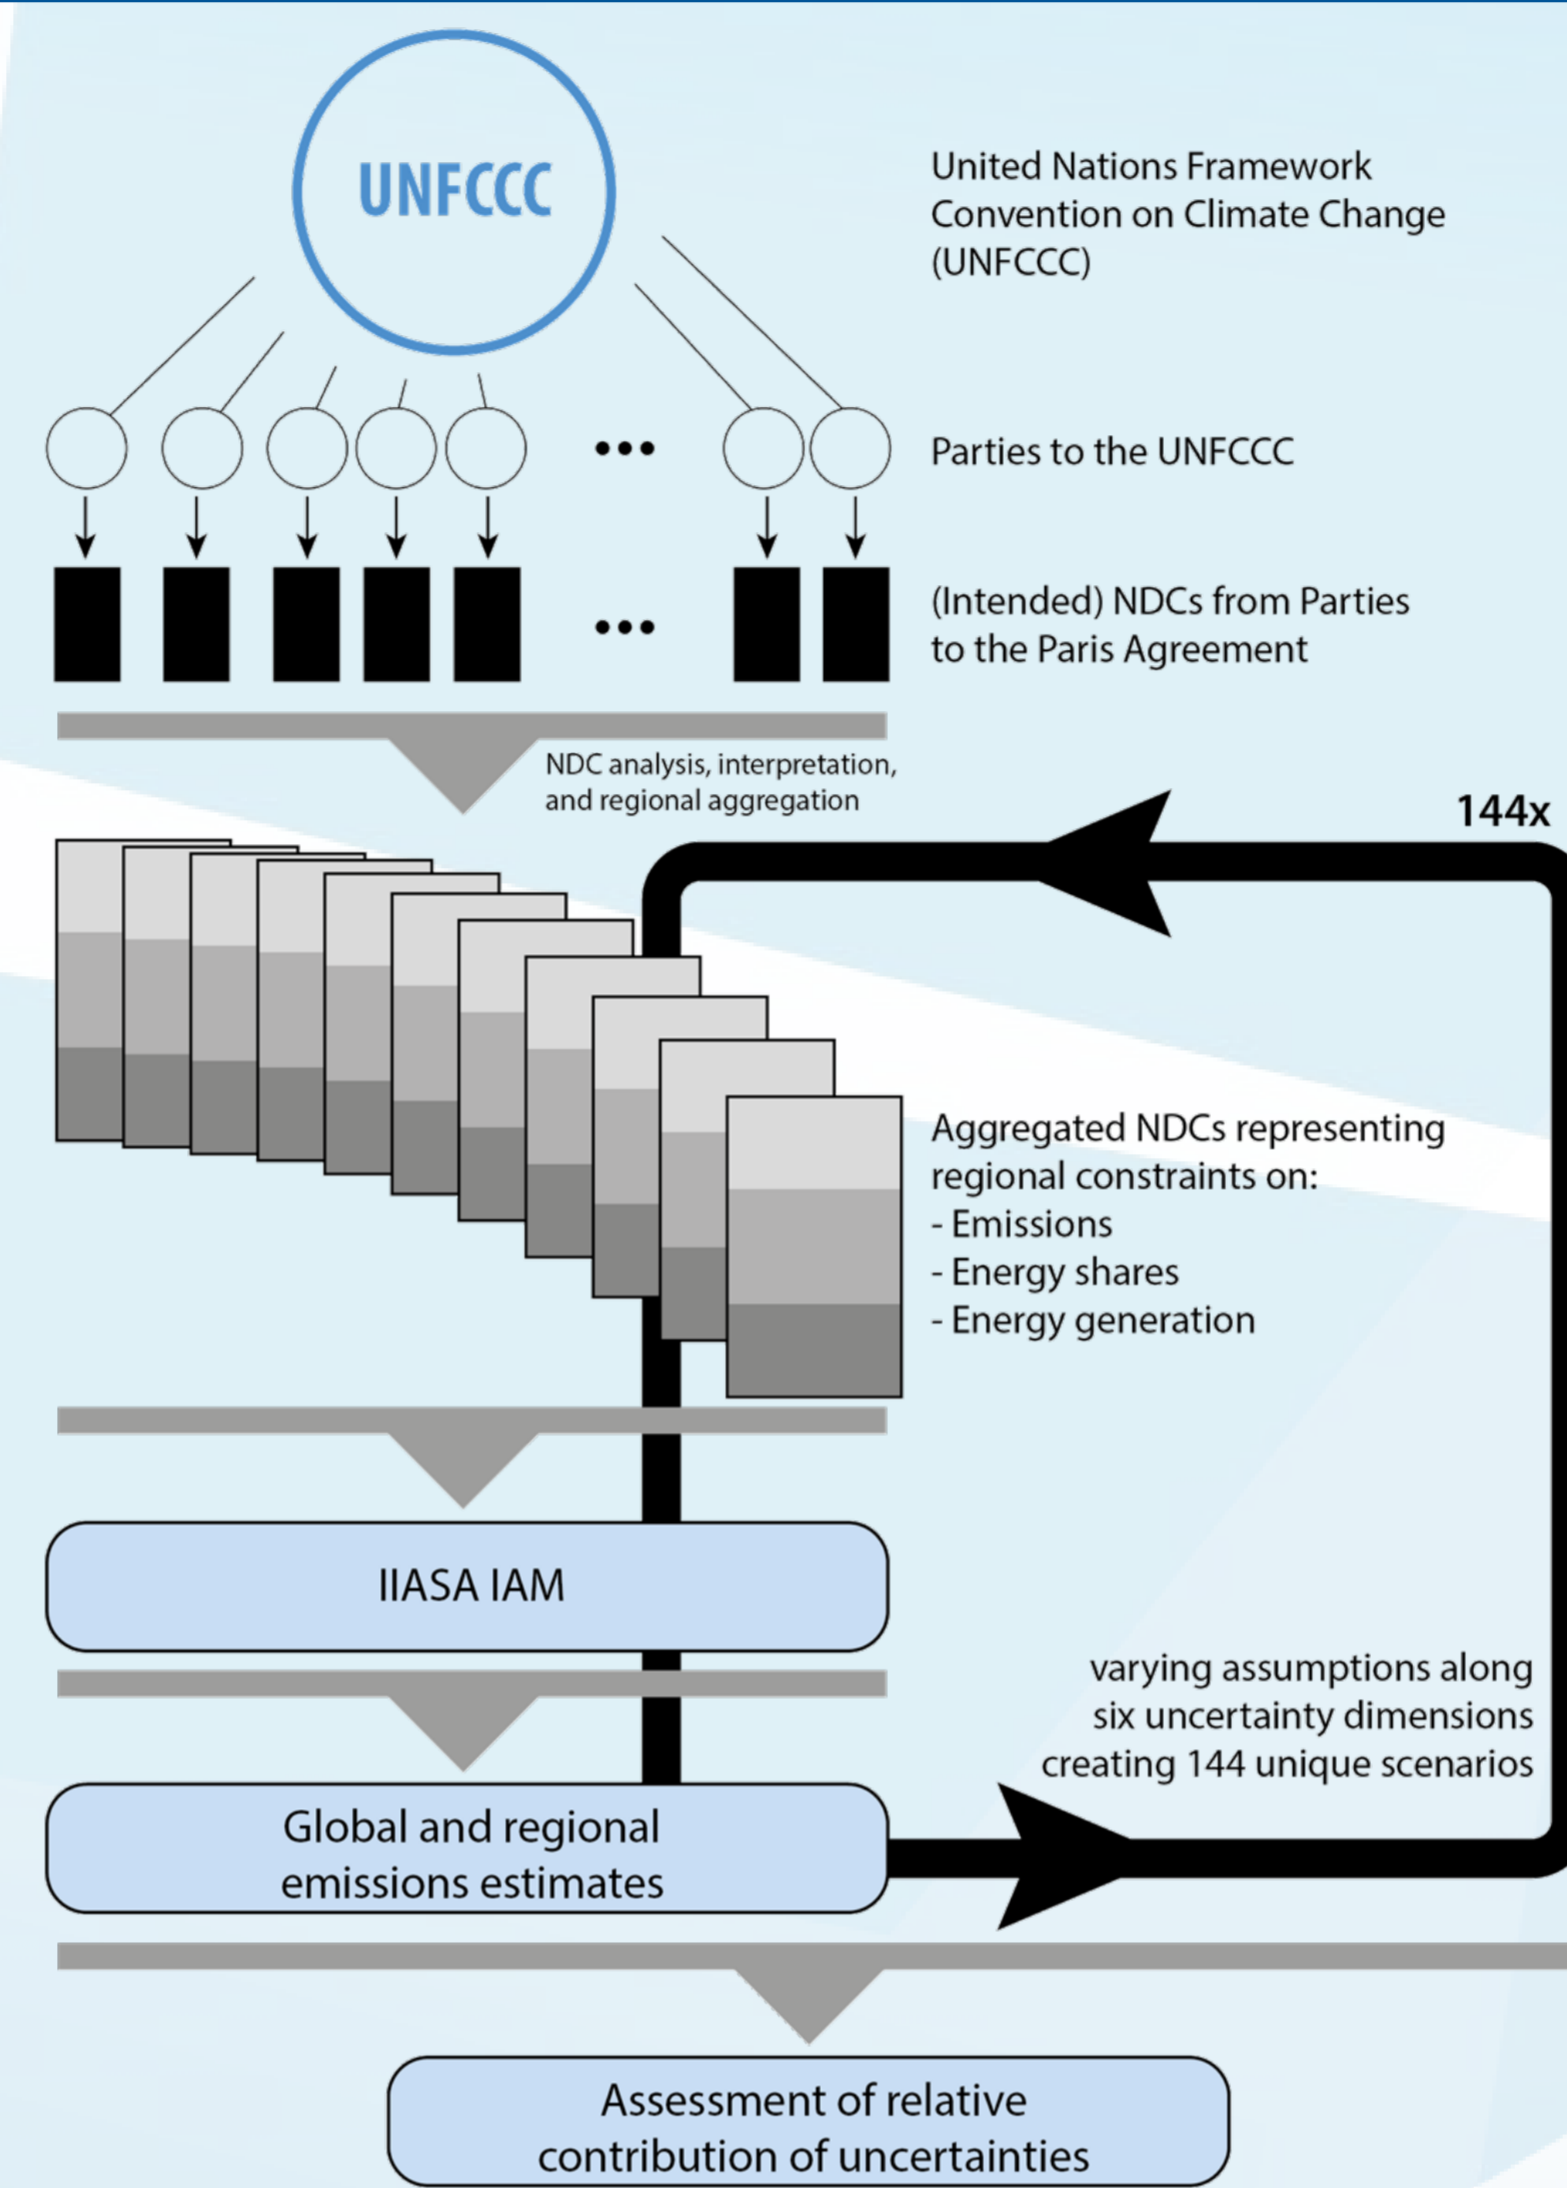 UNFCCC
United Nations Framework
Convention on Climate Change
(UNFCCC)
Parties to the UNFCCC
(Intended) NDCs from Parties
to the Paris Agreement
NDC analysis, interpretation,
and regional aggregation
144x
Aggregated NDCs representing
regional constraints on:
- Emissions
- Energy shares
- Energy generation
IIASA IAM
varying assumptions along
six uncertainty dimensions
creating 144 unique scenarios
Global and regional
emissions estimates
Assessment of relative
contribution of uncertainties